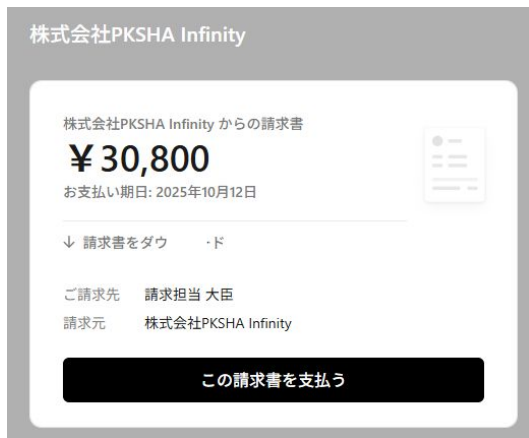 株式会社PKSHA Infinity
株式会社PKSHA Infinity からの請求書
¥30,800
お支払い期日: 2025年10月12日
↓ 請求書をダウ
ご請求先 請求担当 大臣
請求元 株式会社PKSHA Infinity
この請求書を支払う